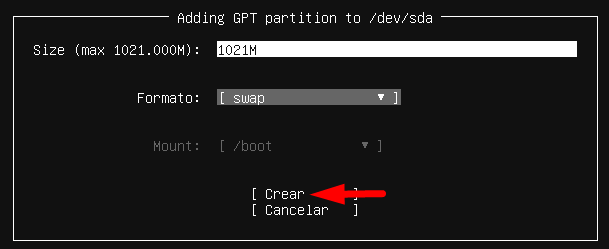 Adding GPT partition to /dev/sda
Size (max 1021.000M): 1021M
Formato: [ swap ▼ ]
Mount: [ /boot ▼ ]
[ Crear ]
[ Cancelar ]